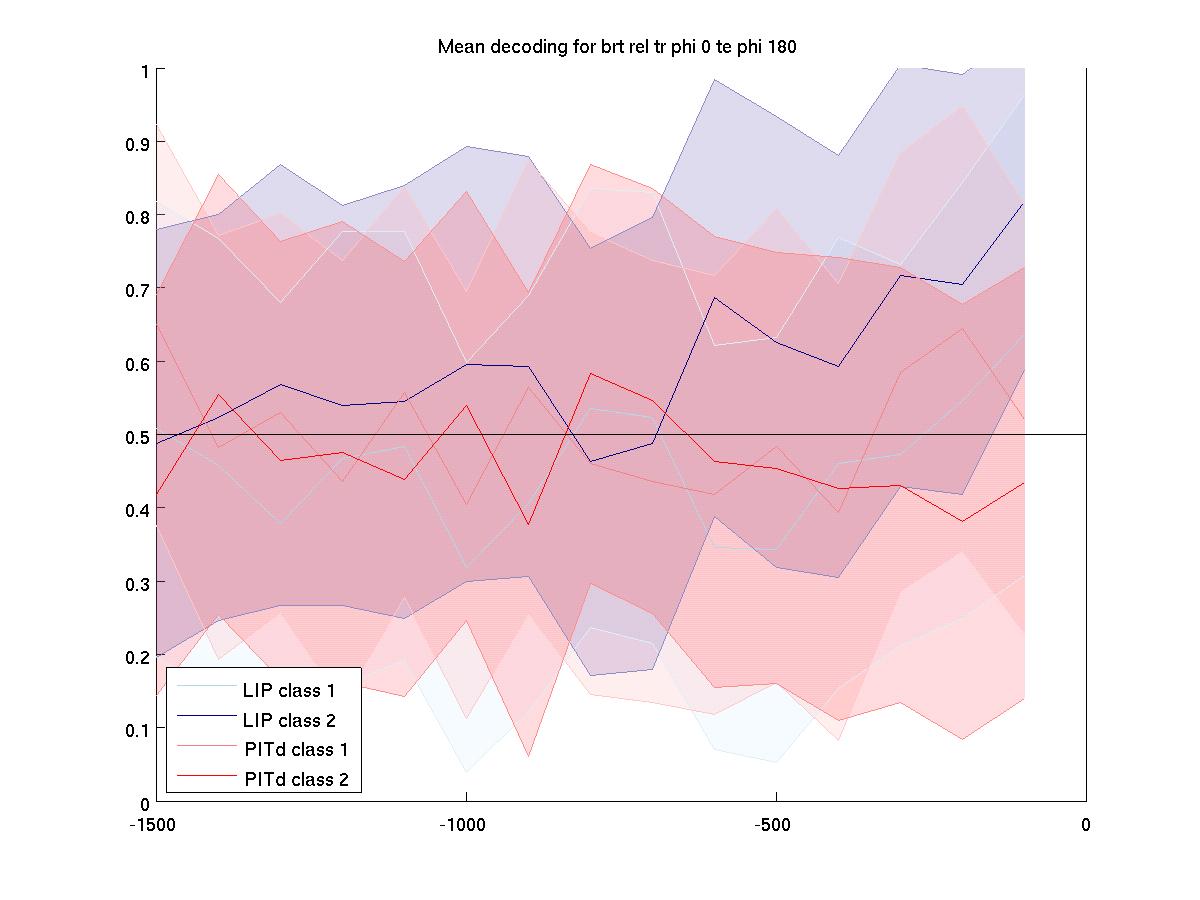 Mean decoding for brt rel tr phi 0 te phi 180
1
0.9
0.8
0.7
0.6
0.5
0.4
0.3
0.2
0.1
0
LIP class 1
LIP class 2
PITd class 1
PITd class 2
-1500 -1000 -500 0